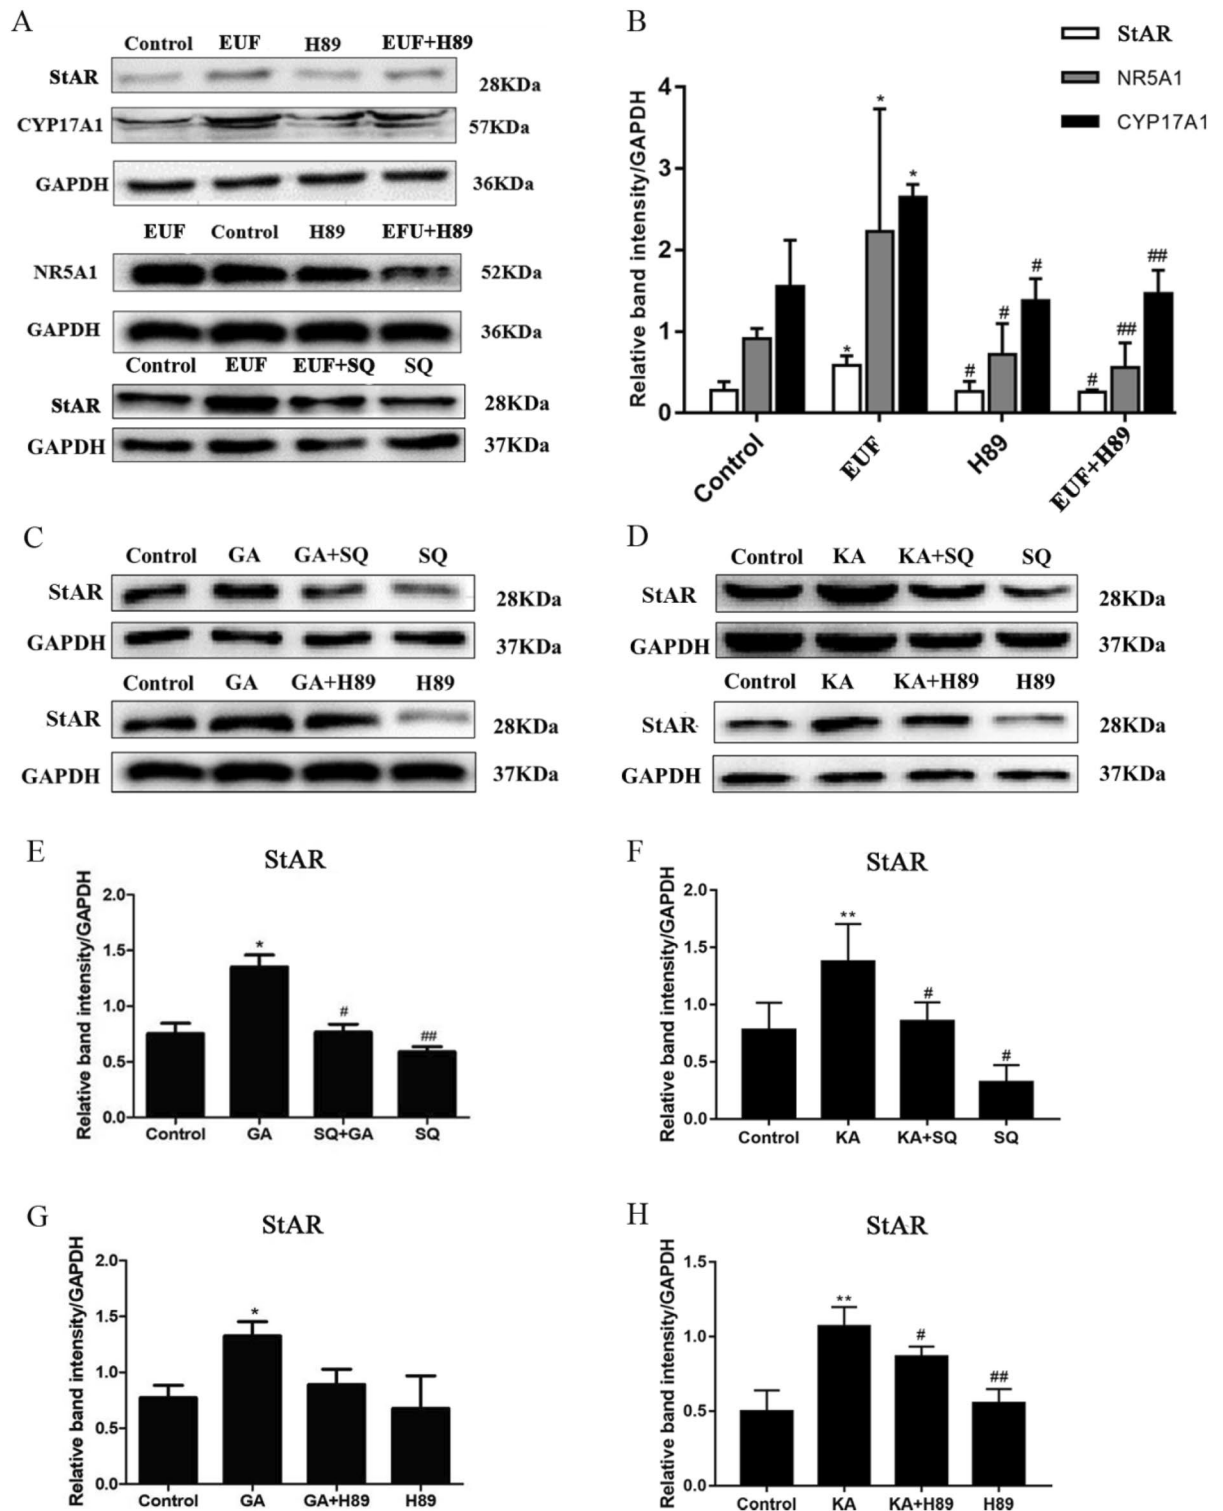 A
Control EUF H89 EUF+H89
StAR 28KDa
CYP17A1 57KDa
GAPDH 36KDa
EUF Control H89 EFU+H89
NR5A1 52KDa
GAPDH 36KDa
Control EUF EUF+SQ SQ
StAR 28KDa
GAPDH 37KDa
B
StAR
NR5A1
CYP17A1
Relative band intensity/GAPDH
4
3
2
1
0
* * *
# # #
# ## ##
Control EUF H89 EUF+H89
C
Control GA GA+SQ SQ
StAR 28KDa
GAPDH 37KDa
Control GA GA+H89 H89
StAR 28KDa
GAPDH 37KDa
D
Control KA KA+SQ SQ
StAR 28KDa
GAPDH 37KDa
Control KA KA+H89 H89
StAR 28KDa
GAPDH 37KDa
E
StAR
Relative band intensity/GAPDH
2.0
1.5
1.0
0.5
0.0
* # ##
Control GA SQ+GA SQ
F
StAR
Relative band intensity/GAPDH
2.0
1.5
1.0
0.5
0.0
** # #
Control KA KA+SQ SQ
G
StAR
Relative band intensity/GAPDH
2.0
1.5
1.0
0.5
0.0
*
Control GA GA+H89 H89
H
StAR
Relative band intensity/GAPDH
1.5
1.0
0.5
0.0
** # ##
Control KA KA+H89 H89